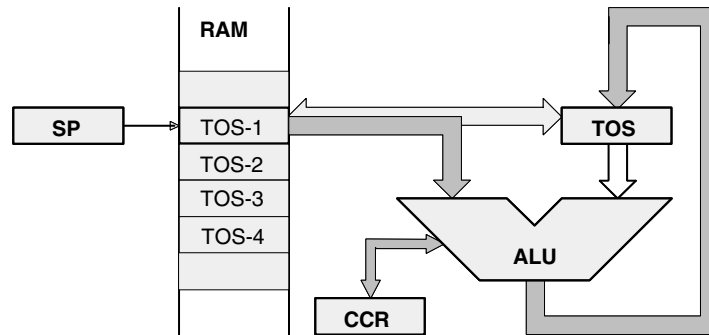 RAM
SP
TOS-1
TOS
TOS-2
TOS-3
TOS-4
ALU
CCR